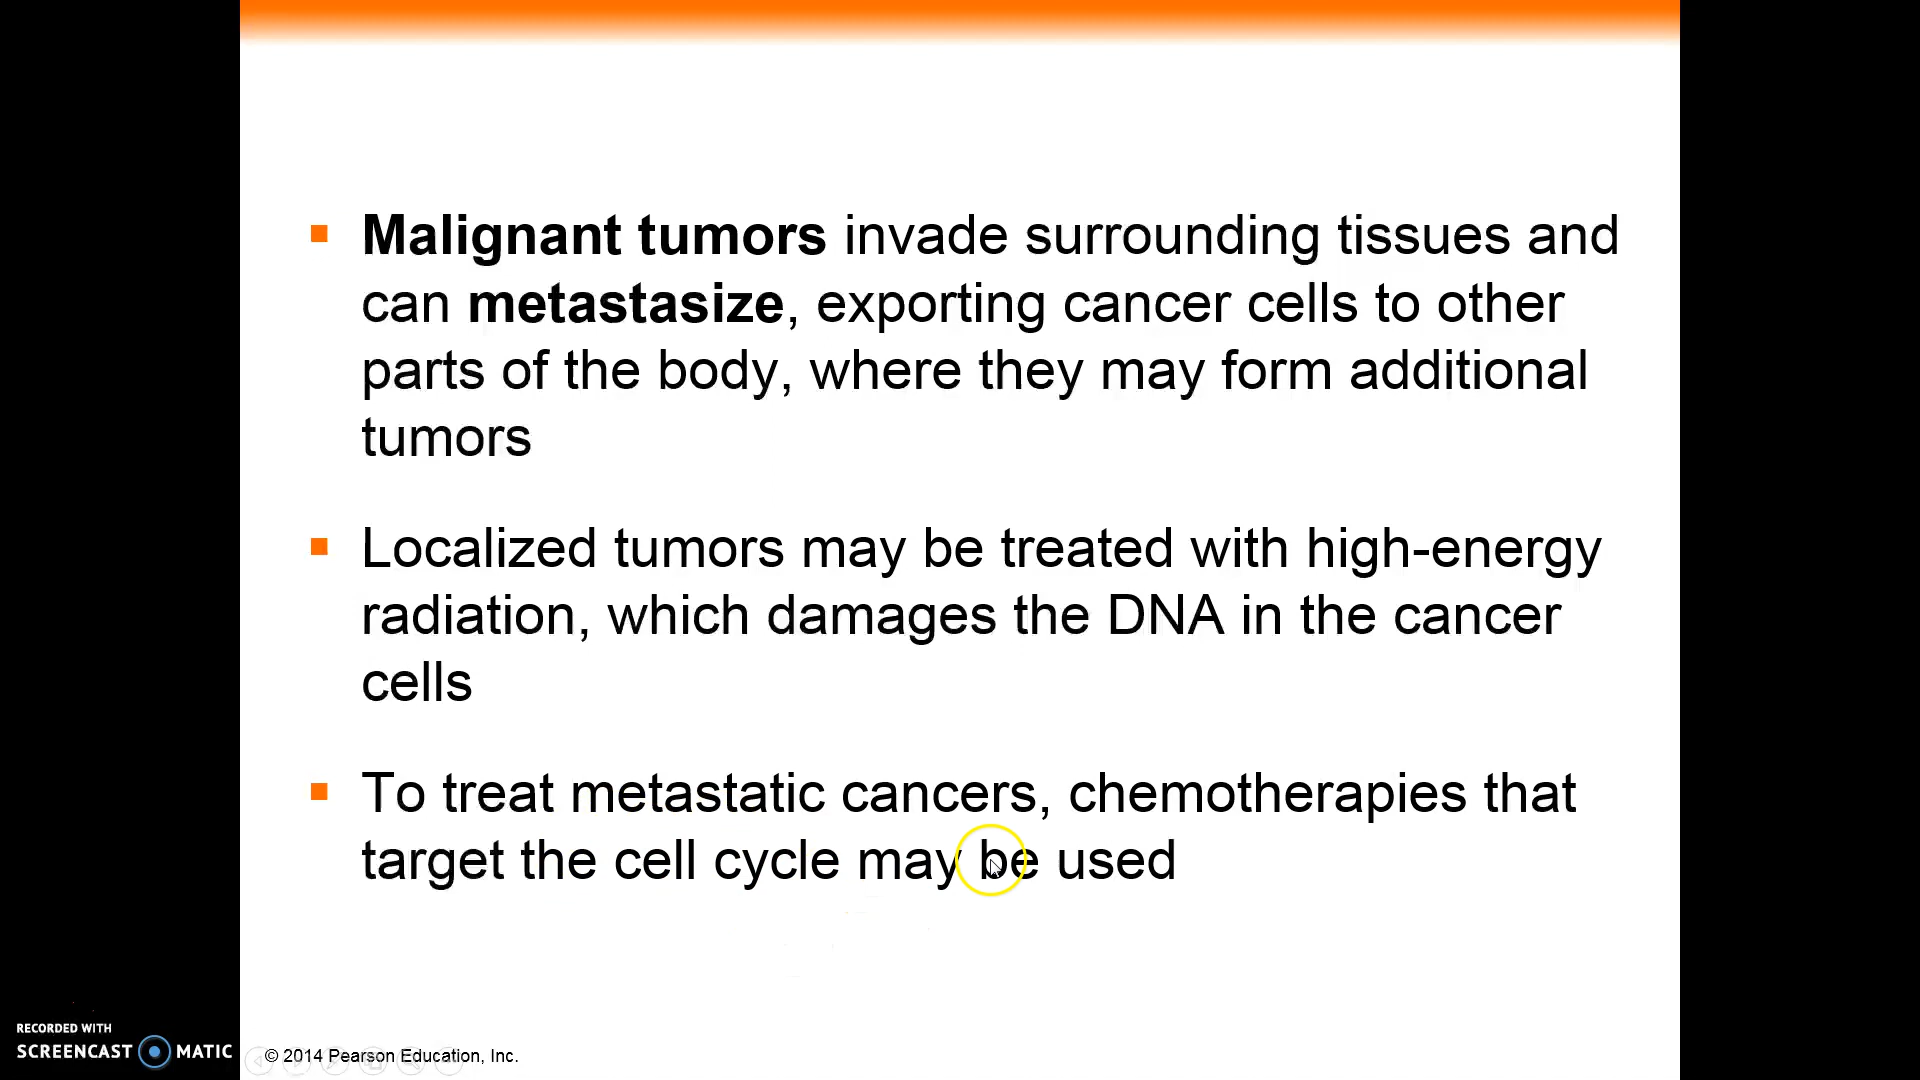 Malignant tumors invade surrounding tissues and
can metastasize, exporting cancer cells to other
parts of the body, where they may form additional
tumors
Localized tumors may be treated with high-energy
radiation, which damages the DNA in the cancer
cells
To treat metastatic cancers, chemotherapies that
target the cell cycle may be used
RECORDED WITH
SCREENCAST MATIC
© 2014 Pearson Education, Inc.